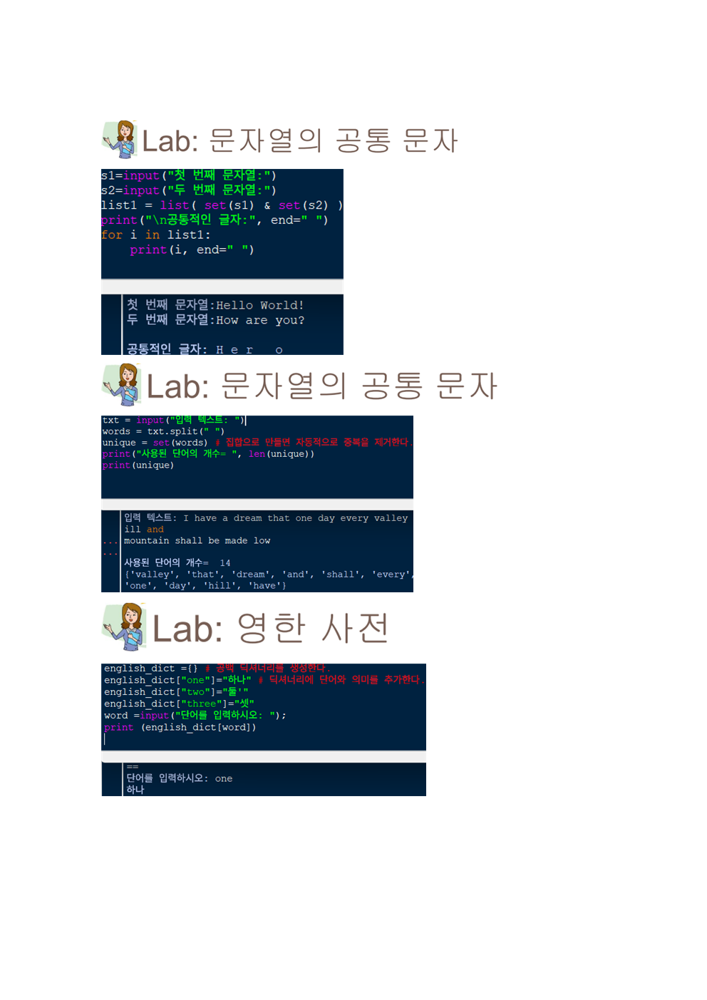 Lab: 문자열의 공통 문자
s1=input("첫 번째 문자열:")
s2=input("두 번째 문자열:")
list1 = list( set(s1) & set(s2) )
print("\n공통적인 글자:", end=" ")
for i in list1:
    print(i, end=" ")
첫 번째 문자열:Hello World!
두 번째 문자열:How are you?
공통적인 글자: H e r   o
Lab: 문자열의 공통 문자
txt = input("입력 텍스트: ")
words = txt.split(" ")
unique = set(words) # 집합으로 만들면 자동적으로 중복을 제거한다.
print("사용된 단어의 개수= ", len(unique))
print(unique)
입력 텍스트: I have a dream that one day every valley
ill and
... mountain shall be made low
...
사용된 단어의 개수=  14
{'valley', 'that', 'dream', 'and', 'shall', 'every',
'one', 'day', 'hill', 'have'}
Lab: 영한 사전
english_dict ={} # 공백 딕셔너리를 생성한다.
english_dict["one"]="하나" # 딕셔너리에 단어와 의미를 추가한다.
english_dict["two"]="둘'"
english_dict["three"]="셋"
word =input("단어를 입력하시오: ");
print (english_dict[word])
==
단어를 입력하시오: one
하나